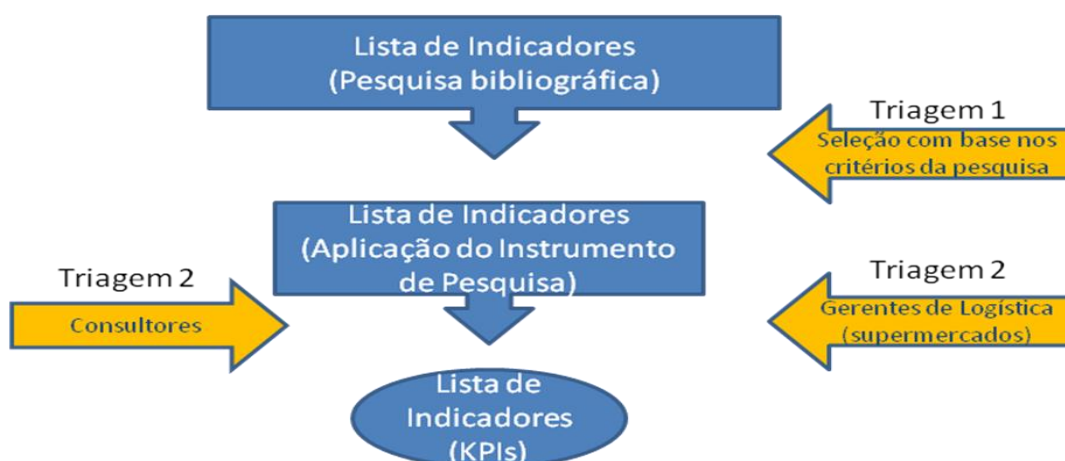 Lista de Indicadores
(Pesquisa bibliográfica)
Triagem 1
Seleção com base nos
critérios da pesquisa
Lista de Indicadores
(Aplicação do Instrumento
de Pesquisa)
Triagem 2
Consultores
Triagem 2
Gerentes de Logística
(supermercados)
Lista de
Indicadores
(KPIs)